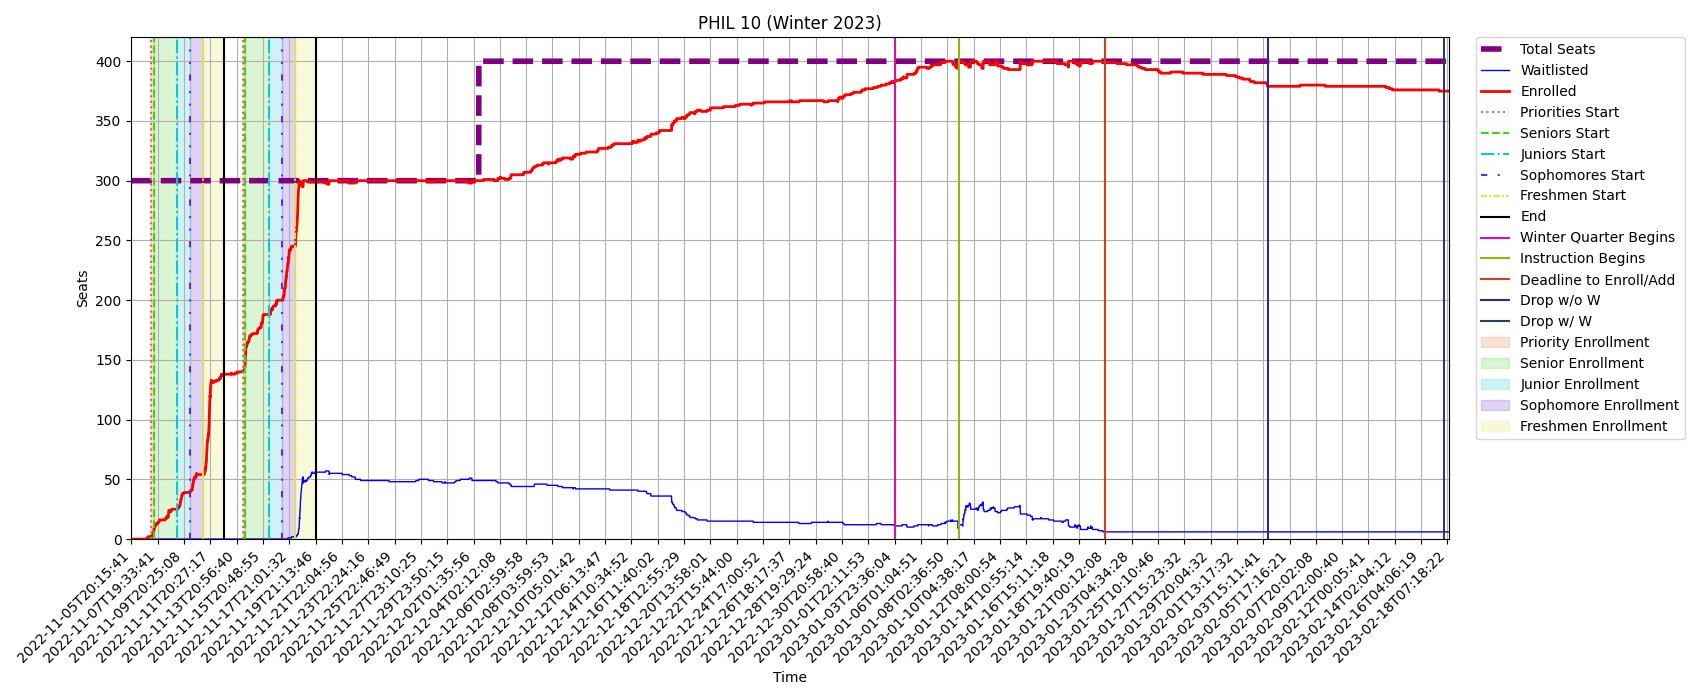 PHIL 10 (Winter 2023)
Seats
400
350
300
250
200
150
100
50
0
2022-11-05T20:15:41
2022-11-07T19:33:41
2022-11-09T20:25:08
2022-11-11T20:27:17
2022-11-13T20:56:40
2022-11-15T20:48:55
2022-11-17T21:01:32
2022-11-19T21:13:46
2022-11-21T22:04:56
2022-11-23T22:24:16
2022-11-25T22:46:49
2022-11-27T23:10:25
2022-11-29T23:50:15
2022-12-02T01:35:56
2022-12-04T02:12:08
2022-12-06T02:59:58
2022-12-08T03:59:53
2022-12-10T05:01:42
2022-12-12T06:13:47
2022-12-14T10:34:52
2022-12-16T11:40:02
2022-12-18T12:55:29
2022-12-20T13:58:01
2022-12-22T15:44:00
2022-12-24T17:00:52
2022-12-26T18:17:37
2022-12-28T19:29:24
2022-12-30T20:58:40
2023-01-01T22:11:53
2023-01-03T23:36:04
2023-01-06T01:04:51
2023-01-08T02:36:50
2023-01-10T04:38:17
2023-01-12T08:00:54
2023-01-14T10:55:14
2023-01-16T15:11:18
2023-01-18T19:40:19
2023-01-21T00:12:08
2023-01-23T04:34:28
2023-01-25T10:10:46
2023-01-27T15:23:32
2023-01-29T20:04:32
2023-02-01T13:17:32
2023-02-03T15:11:41
2023-02-05T17:16:21
2023-02-07T20:02:08
2023-02-09T22:00:40
2023-02-12T00:05:41
2023-02-14T02:04:12
2023-02-16T04:06:19
2023-02-18T07:18:22
Time
Total Seats
Waitlisted
Enrolled
Priorities Start
Seniors Start
Juniors Start
Sophomores Start
Freshmen Start
End
Winter Quarter Begins
Instruction Begins
Deadline to Enroll/Add
Drop w/o W
Drop w/ W
Priority Enrollment
Senior Enrollment
Junior Enrollment
Sophomore Enrollment
Freshmen Enrollment